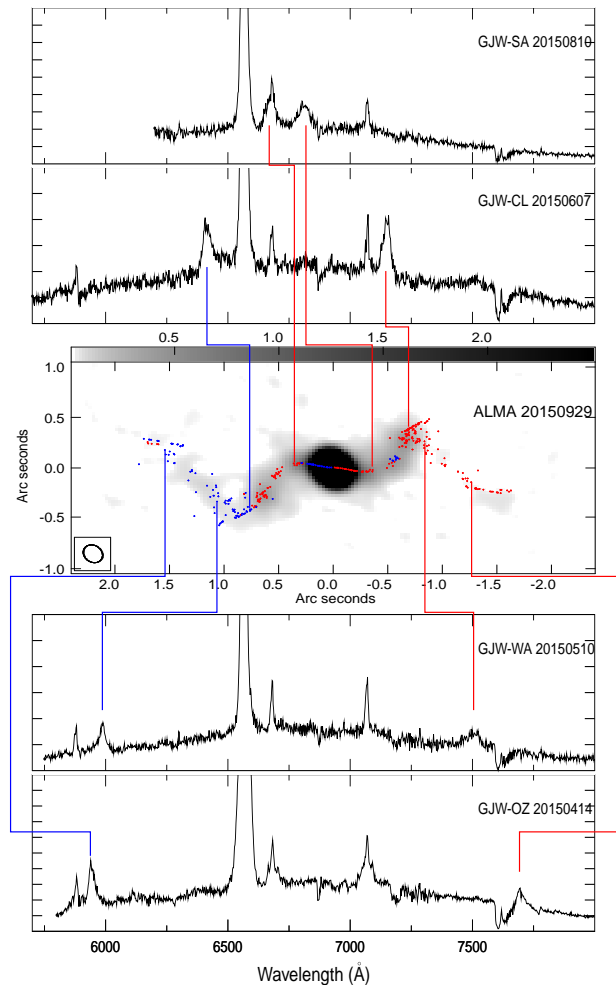 GJW-SA 20150810
GJW-CL 20150607
0.5 1.0 1.5 2.0
1.0
0.5
0.0
-0.5
-1.0
Arc seconds
ALMA 20150929
2.0 1.5 1.0 0.5 0.0 -0.5 -1.0 -1.5 -2.0
Arc seconds
GJW-WA 20150510
GJW-OZ 20150414
6000 6500 7000 7500
Wavelength (Å)